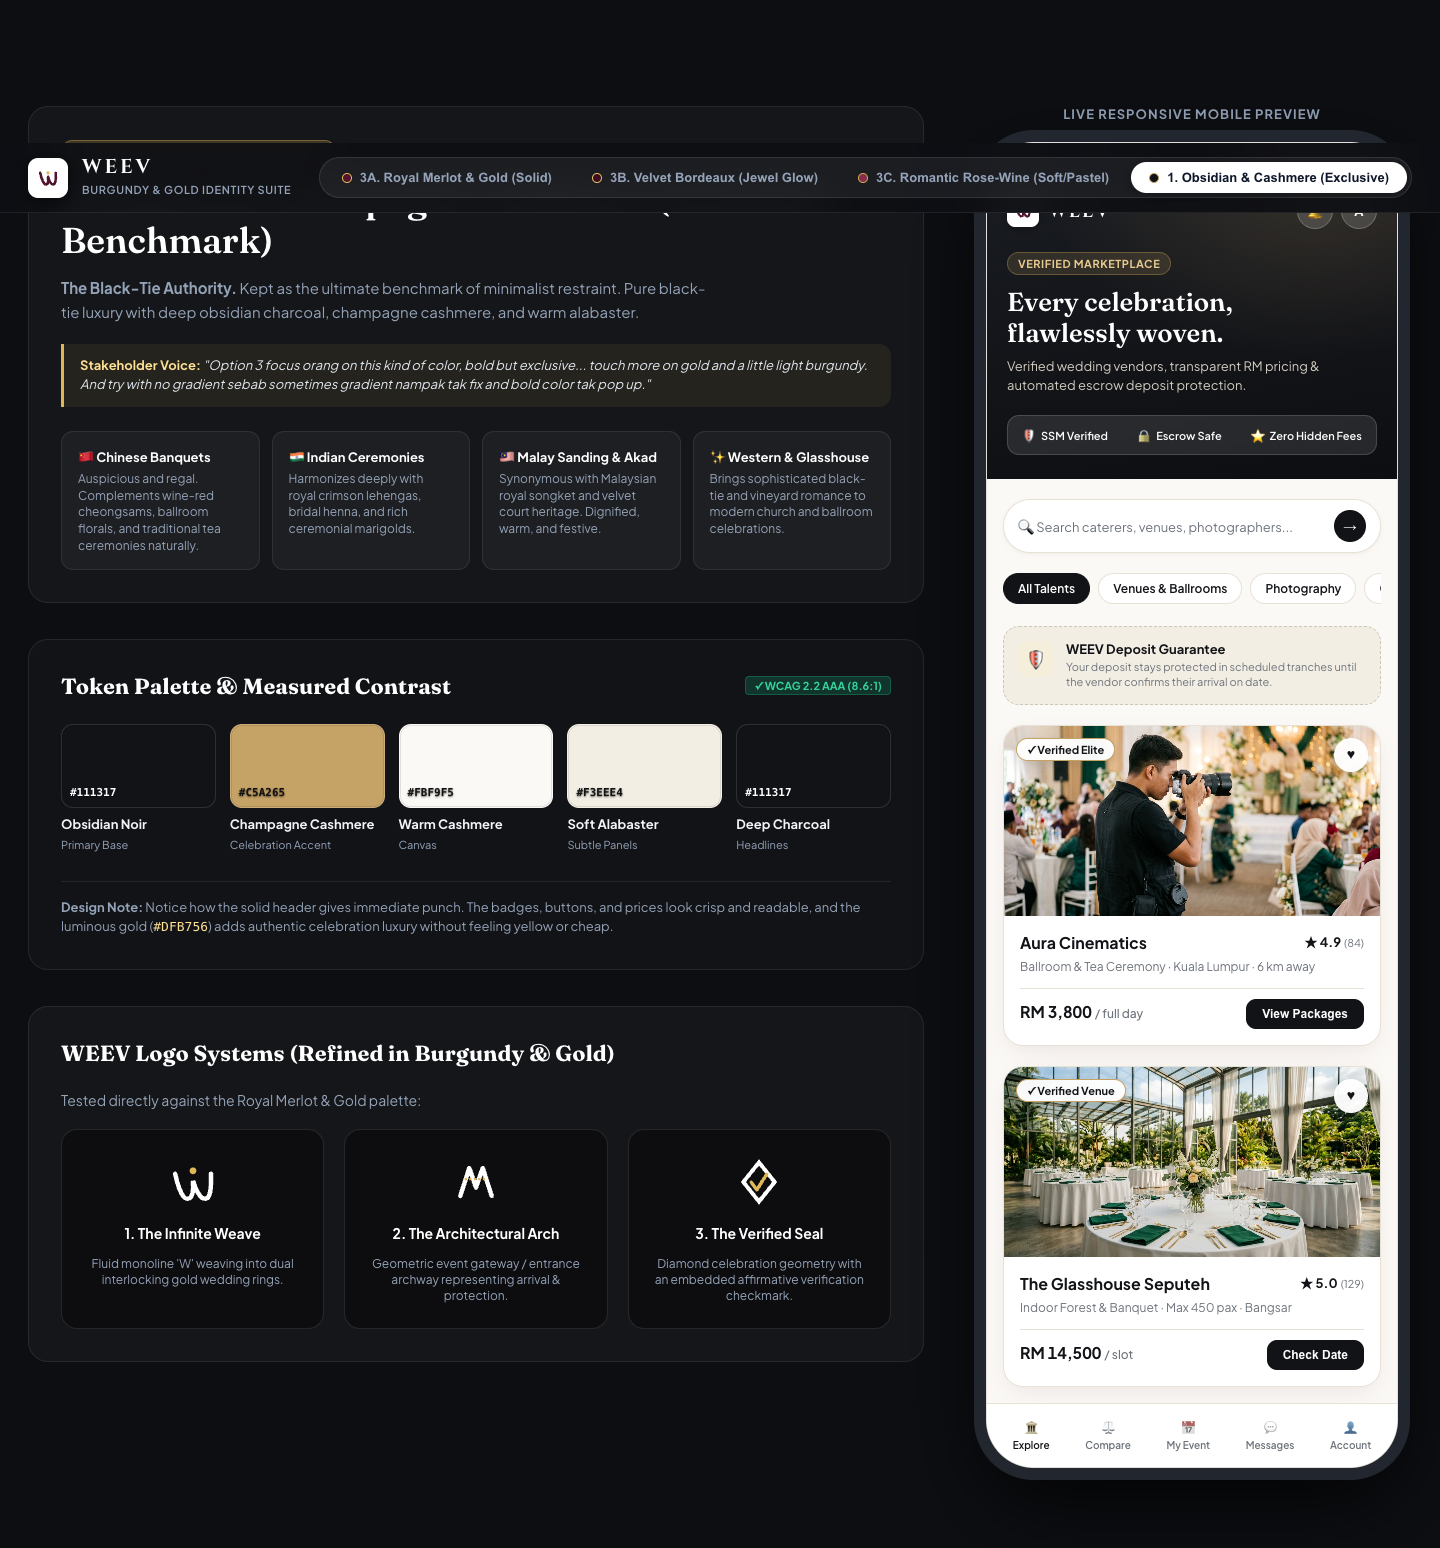 WEEV
BURGUNDY & GOLD IDENTITY SUITE
3A. Royal Merlot & Gold (Solid)
3B. Velvet Bordeaux (Jewel Glow)
3C. Romantic Rose-Wine (Soft/Pastel)
1. Obsidian & Cashmere (Exclusive)
Benchmark)
The Black-Tie Authority. Kept as the ultimate benchmark of minimalist restraint. Pure black-
tie luxury with deep obsidian charcoal, champagne cashmere, and warm alabaster.
Stakeholder Voice: "Option 3 focus orang on this kind of color, bold but exclusive... touch more on gold and a little light burgundy.
And try with no gradient sebab sometimes gradient nampak tak fix and bold color tak pop up."
🇨🇳 Chinese Banquets
Auspicious and regal.
Complements wine-red
cheongsams, ballroom
florals, and traditional tea
ceremonies naturally.
🇮🇳 Indian Ceremonies
Harmonizes deeply with
royal crimson lehengas,
bridal henna, and rich
ceremonial marigolds.
🇲🇾 Malay Sanding & Akad
Synonymous with Malaysian
royal songket and velvet
court heritage. Dignified,
warm, and festive.
✨ Western & Glasshouse
Brings sophisticated black-
tie and vineyard romance to
modern church and ballroom
celebrations.
Token Palette & Measured Contrast
✓ WCAG 2.2 AAA (8.6:1)
#111317
Obsidian Noir
Primary Base
#C5A265
Champagne Cashmere
Celebration Accent
#FBF9F5
Warm Cashmere
Canvas
#F3EEE4
Soft Alabaster
Subtle Panels
#111317
Deep Charcoal
Headlines
Design Note: Notice how the solid header gives immediate punch. The badges, buttons, and prices look crisp and readable, and the
luminous gold (#DFB756) adds authentic celebration luxury without feeling yellow or cheap.
WEEV Logo Systems (Refined in Burgundy & Gold)
Tested directly against the Royal Merlot & Gold palette:
1. The Infinite Weave
Fluid monoline 'W' weaving into dual
interlocking gold wedding rings.
2. The Architectural Arch
Geometric event gateway / entrance
archway representing arrival &
protection.
3. The Verified Seal
Diamond celebration geometry with
an embedded affirmative verification
checkmark.
LIVE RESPONSIVE MOBILE PREVIEW
VERIFIED MARKETPLACE
Every celebration,
flawlessly woven.
Verified wedding vendors, transparent RM pricing &
automated escrow deposit protection.
SSM Verified
Escrow Safe
Zero Hidden Fees
Search caterers, venues, photographers...
→
All Talents
Venues & Ballrooms
Photography
WEEV Deposit Guarantee
Your deposit stays protected in scheduled tranches until
the vendor confirms their arrival on date.
✓ Verified Elite
♥
Aura Cinematics
★ 4.9 (84)
Ballroom & Tea Ceremony · Kuala Lumpur · 6 km away
RM 3,800 / full day
View Packages
✓ Verified Venue
♥
The Glasshouse Seputeh
★ 5.0 (129)
Indoor Forest & Banquet · Max 450 pax · Bangsar
RM 14,500 / slot
Check Date
Explore
Compare
My Event
Messages
Account